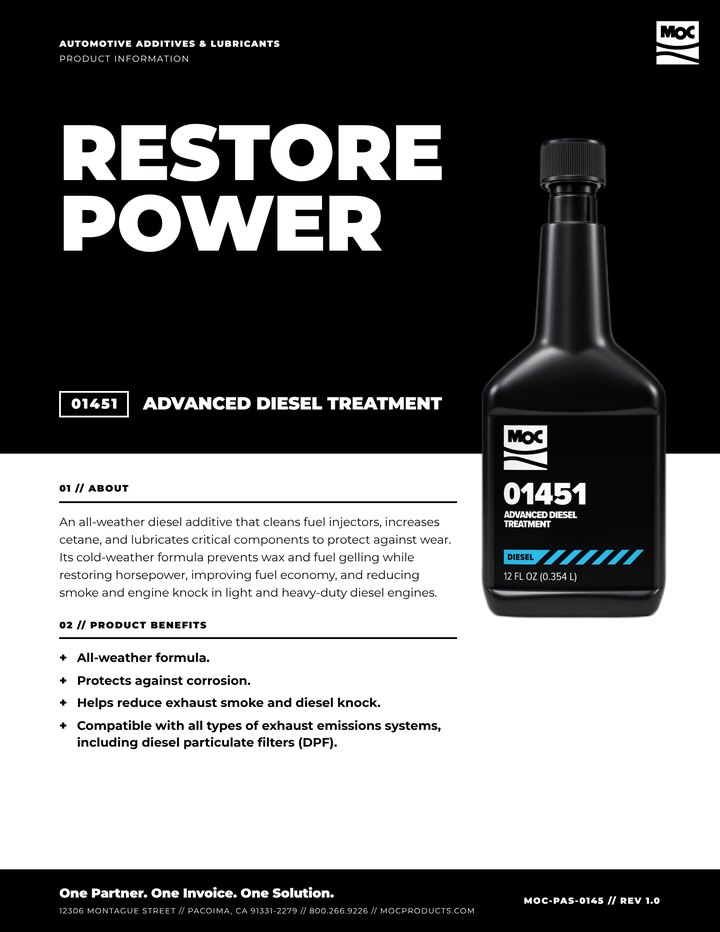 AUTOMOTIVE ADDITIVES & LUBRICANTS
PRODUCT INFORMATION
MOC
RESTORE
POWER
01451 ADVANCED DIESEL TREATMENT
MOC
01451
ADVANCED DIESEL
TREATMENT
DIESEL
12 FL OZ (0.354 L)
01 // ABOUT
An all-weather diesel additive that cleans fuel injectors, increases
cetane, and lubricates critical components to protect against wear.
Its cold-weather formula prevents wax and fuel gelling while
restoring horsepower, improving fuel economy, and reducing
smoke and engine knock in light and heavy-duty diesel engines.
02 // PRODUCT BENEFITS
+ All-weather formula.
+ Protects against corrosion.
+ Helps reduce exhaust smoke and diesel knock.
+ Compatible with all types of exhaust emissions systems,
including diesel particulate filters (DPF).
One Partner. One Invoice. One Solution.
12306 MONTAGUE STREET // PACOIMA, CA 91331-2279 // 800.266.9226 // MOCPRODUCTS.COM
MOC-PAS-0145 // REV 1.0